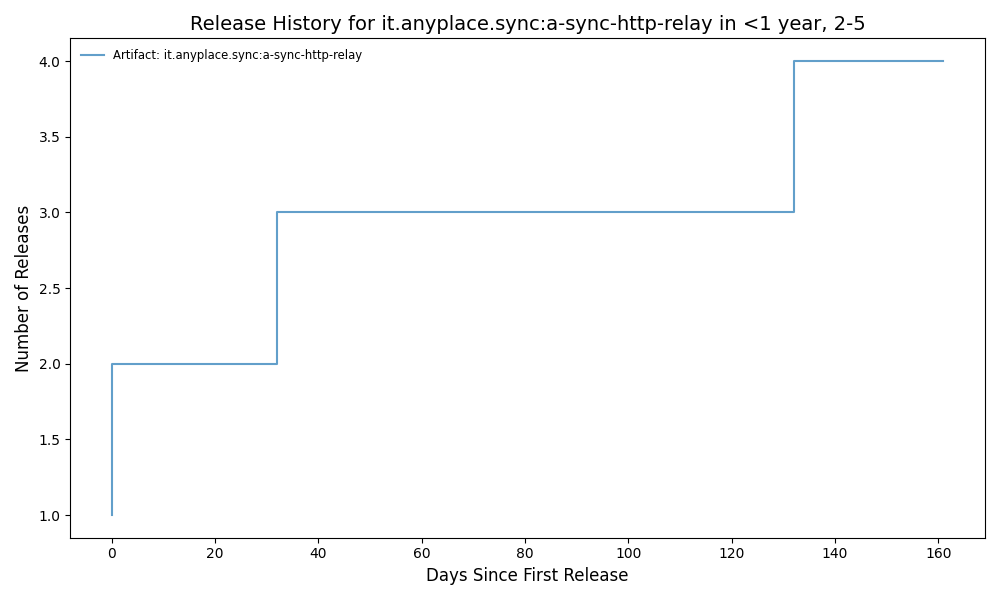 Release History for it.anyplace.sync:a-sync-http-relay in <1 year, 2-5
Artifact: it.anyplace.sync:a-sync-http-relay
4.0
3.5
3.0
2.5
2.0
1.5
1.0
Number of Releases
0 20 40 60 80 100 120 140 160
Days Since First Release